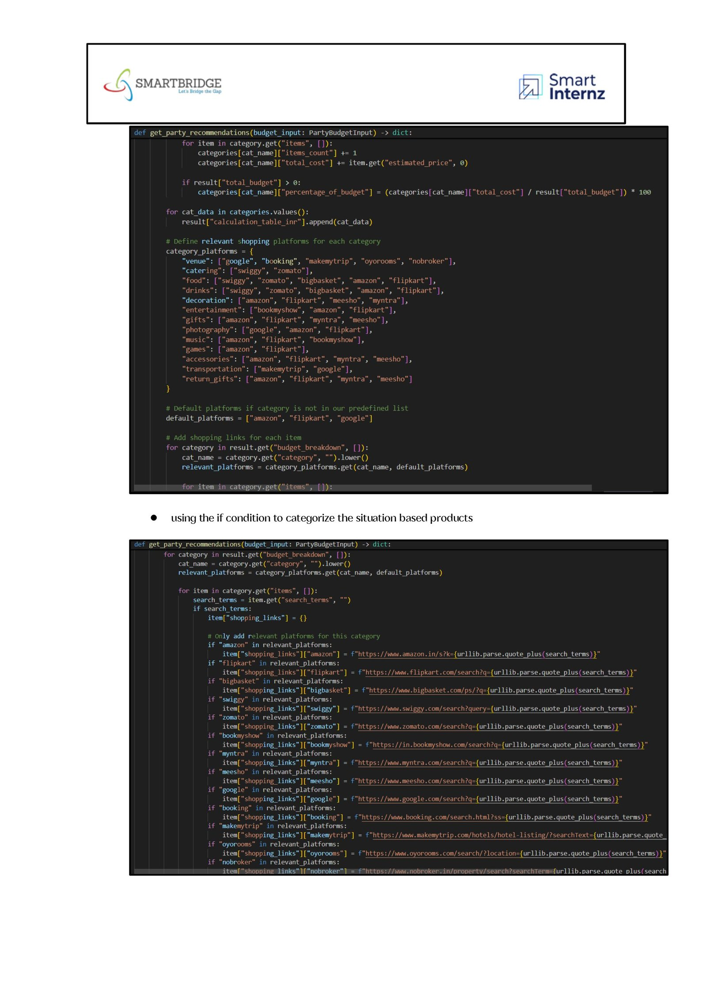 SMARTBRIDGE
Let's Bridge the Gap
Smart
Internz
def get_party_recommendations(budget_input: PartyBudgetInput) -> dict:
for item in category.get("items", []):
categories[cat_name]["items_count"] += 1
categories[cat_name]["total_cost"] += item.get("estimated_price", 0)
if result["total_budget"] > 0:
categories[cat_name]["percentage_of_budget"] = (categories[cat_name]["total_cost"] / result["total_budget"]) * 100
for cat_data in categories.values():
result["calculation_table_inr"].append(cat_data)
# Define relevant shopping platforms for each category
category_platforms = {
"venue": ["google", "booking", "makemytrip", "oyorooms", "nobroker"],
"catering": ["swiggy", "zomato"],
"food": ["swiggy", "zomato", "bigbasket", "amazon", "flipkart"],
"drinks": ["swiggy", "zomato", "bigbasket", "amazon", "flipkart"],
"decoration": ["amazon", "flipkart", "meesho", "myntra"],
"entertainment": ["bookmyshow", "amazon", "flipkart"],
"gifts": ["amazon", "flipkart", "myntra", "meesho"],
"photography": ["google", "amazon", "flipkart"],
"music": ["amazon", "flipkart", "bookmyshow"],
"games": ["amazon", "flipkart"],
"accessories": ["amazon", "flipkart", "myntra", "meesho"],
"transportation": ["makemytrip", "google"],
"return_gifts": ["amazon", "flipkart", "myntra", "meesho"]
}
# Default platforms if category is not in our predefined list
default_platforms = ["amazon", "flipkart", "google"]
# Add shopping links for each item
for category in result.get("budget_breakdown", []):
cat_name = category.get("category", "").lower()
relevant_platforms = category_platforms.get(cat_name, default_platforms)
for item in category.get("items", []):
● using the if condition to categorize the situation based products
def get_party_recommendations(budget_input: PartyBudgetInput) -> dict:
for category in result.get("budget_breakdown", []):
cat_name = category.get("category", "").lower()
relevant_platforms = category_platforms.get(cat_name, default_platforms)
for item in category.get("items", []):
search_terms = item.get("search_terms", "")
if search_terms:
item["shopping_links"] = {}
# Only add relevant platforms for this category
if "amazon" in relevant_platforms:
item["shopping_links"]["amazon"] = f"https://www.amazon.in/s?k={urllib.parse.quote_plus(search_terms)}"
if "flipkart" in relevant_platforms:
item["shopping_links"]["flipkart"] = f"https://www.flipkart.com/search?q={urllib.parse.quote_plus(search_terms)}"
if "bigbasket" in relevant_platforms:
item["shopping_links"]["bigbasket"] = f"https://www.bigbasket.com/ps/?q={urllib.parse.quote_plus(search_terms)}"
if "swiggy" in relevant_platforms:
item["shopping_links"]["swiggy"] = f"https://www.swiggy.com/search?query={urllib.parse.quote_plus(search_terms)}"
if "zomato" in relevant_platforms:
item["shopping_links"]["zomato"] = f"https://www.zomato.com/search?q={urllib.parse.quote_plus(search_terms)}"
if "bookmyshow" in relevant_platforms:
item["shopping_links"]["bookmyshow"] = f"https://in.bookmyshow.com/search?q={urllib.parse.quote_plus(search_terms)}"
if "myntra" in relevant_platforms:
item["shopping_links"]["myntra"] = f"https://www.myntra.com/search?q={urllib.parse.quote_plus(search_terms)}"
if "meesho" in relevant_platforms:
item["shopping_links"]["meesho"] = f"https://www.meesho.com/search?q={urllib.parse.quote_plus(search_terms)}"
if "google" in relevant_platforms:
item["shopping_links"]["google"] = f"https://www.google.com/search?q={urllib.parse.quote_plus(search_terms)}"
if "booking" in relevant_platforms:
item["shopping_links"]["booking"] = f"https://www.booking.com/search.html?ss={urllib.parse.quote_plus(search_terms)}"
if "makemytrip" in relevant_platforms:
item["shopping_links"]["makemytrip"] = f"https://www.makemytrip.com/hotels/hotel-listing/?searchText={urllib.parse.quote_
if "oyorooms" in relevant_platforms:
item["shopping_links"]["oyorooms"] = f"https://www.oyorooms.com/search/?location={urllib.parse.quote_plus(search_terms)}"
if "nobroker" in relevant_platforms:
item["shopping_links"]["nobroker"] = f"https://www.nobroker.in/property/search?searchTerm={urllib.parse.quote_plus(search